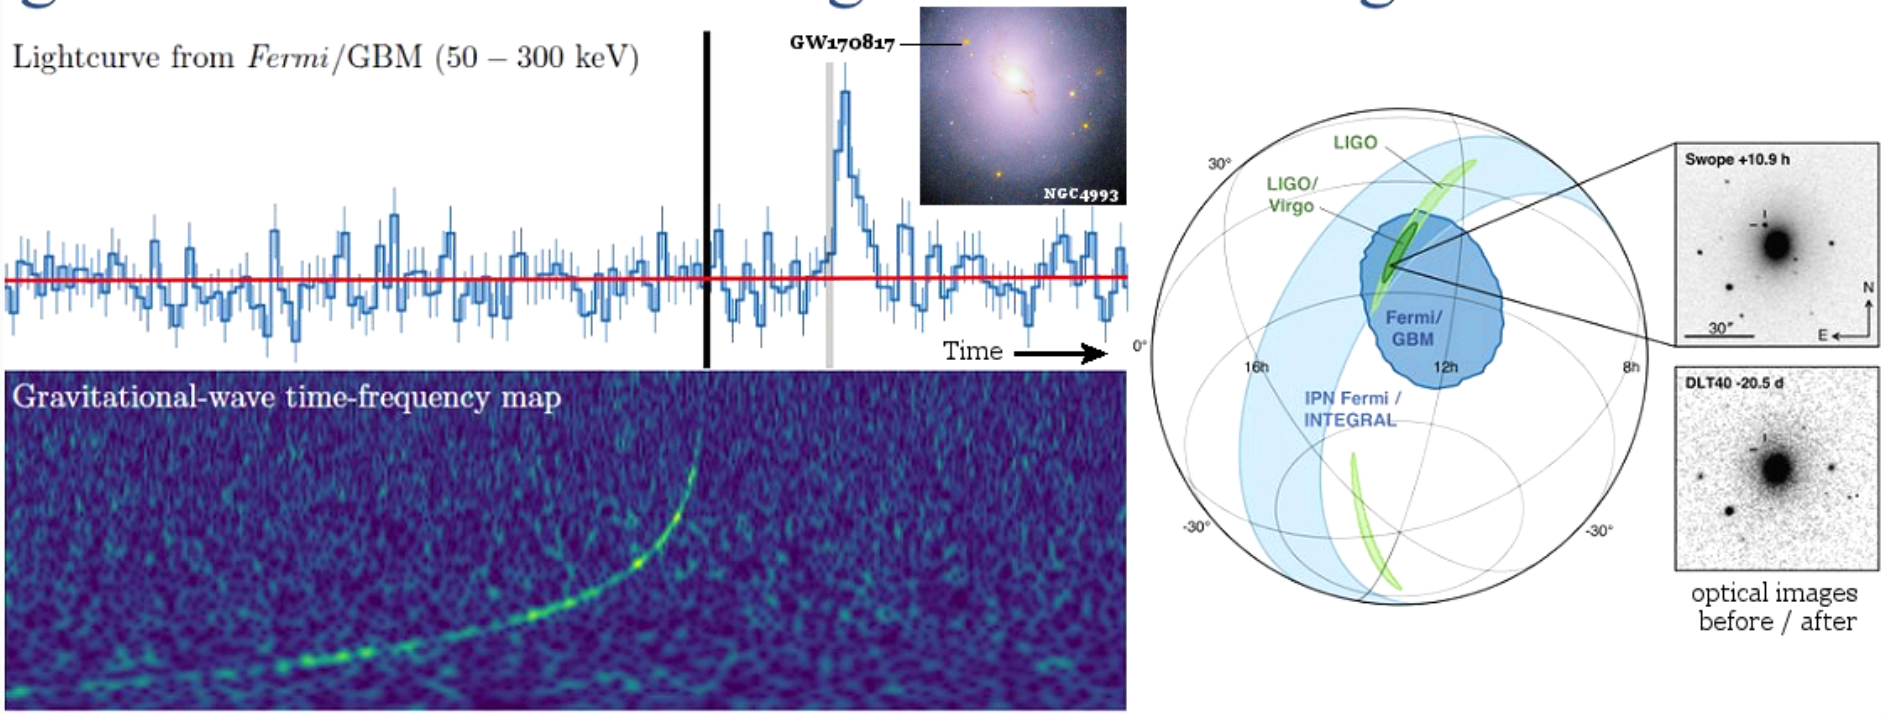 Lightcurve from Fermi/GBM (50 – 300 keV)
GW170817
NGC4993
Time
Gravitational-wave time-frequency map
LIGO
30°
LIGO/
Virgo
Fermi/
GBM
0°
16h
12h
8h
IPN Fermi /
INTEGRAL
-30°
-30°
Swope +10.9 h
N
30"
E
DLT40 -20.5 d
optical images
before / after